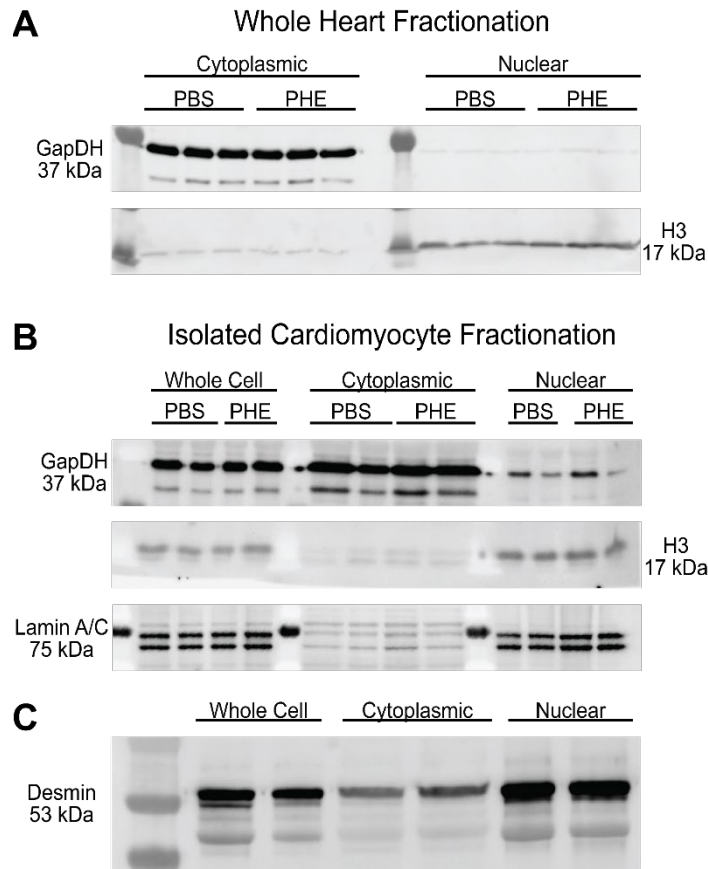 A
Whole Heart Fractionation
Cytoplasmic Nuclear
PBS PHE PBS PHE
GapDH
37 kDa
H3
17 kDa
B
Isolated Cardiomyocyte Fractionation
Whole Cell Cytoplasmic Nuclear
PBS PHE PBS PHE PBS PHE
GapDH
37 kDa
H3
17 kDa
Lamin A/C
75 kDa
C
Whole Cell Cytoplasmic Nuclear
Desmin
53 kDa